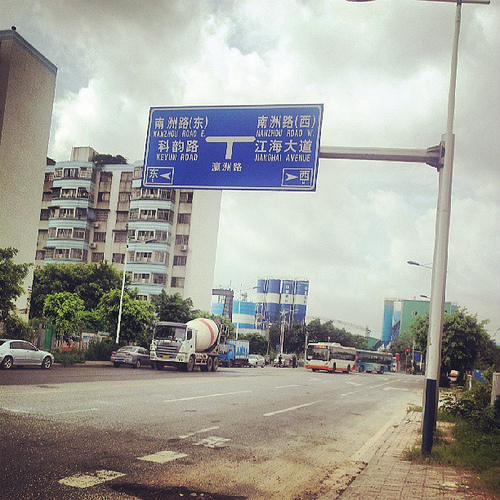 南洲路(东)
NANZHOU ROAD E.
科韵路
KEYUN ROAD
南洲路(西)
NANZHOU ROAD W.
江海大道
JIANGHAI AVENUE
瀛洲路
东
西